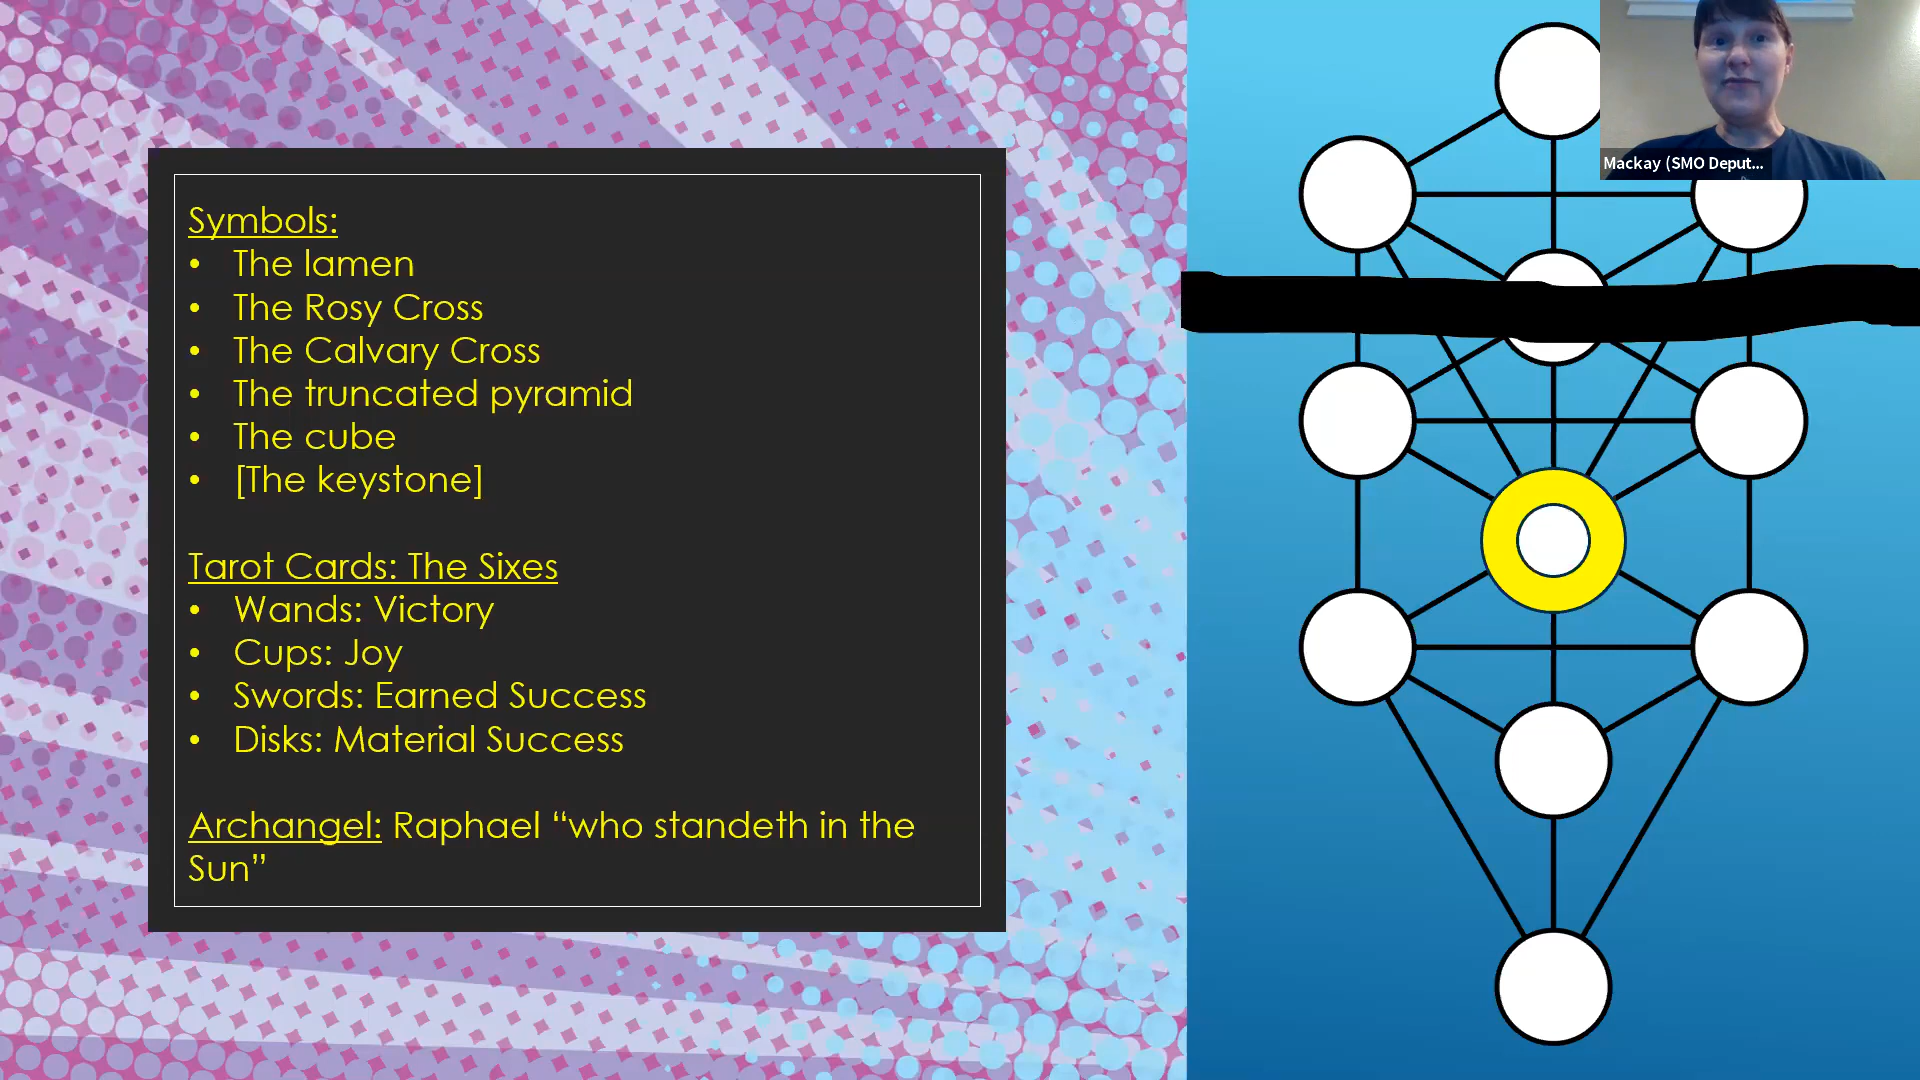 Symbols:
• The lamen
• The Rosy Cross
• The Calvary Cross
• The truncated pyramid
• The cube
• [The keystone]
Tarot Cards: The Sixes
• Wands: Victory
• Cups: Joy
• Swords: Earned Success
• Disks: Material Success
Archangel: Raphael “who standeth in the
Sun”
Mackay (SMO Deput...